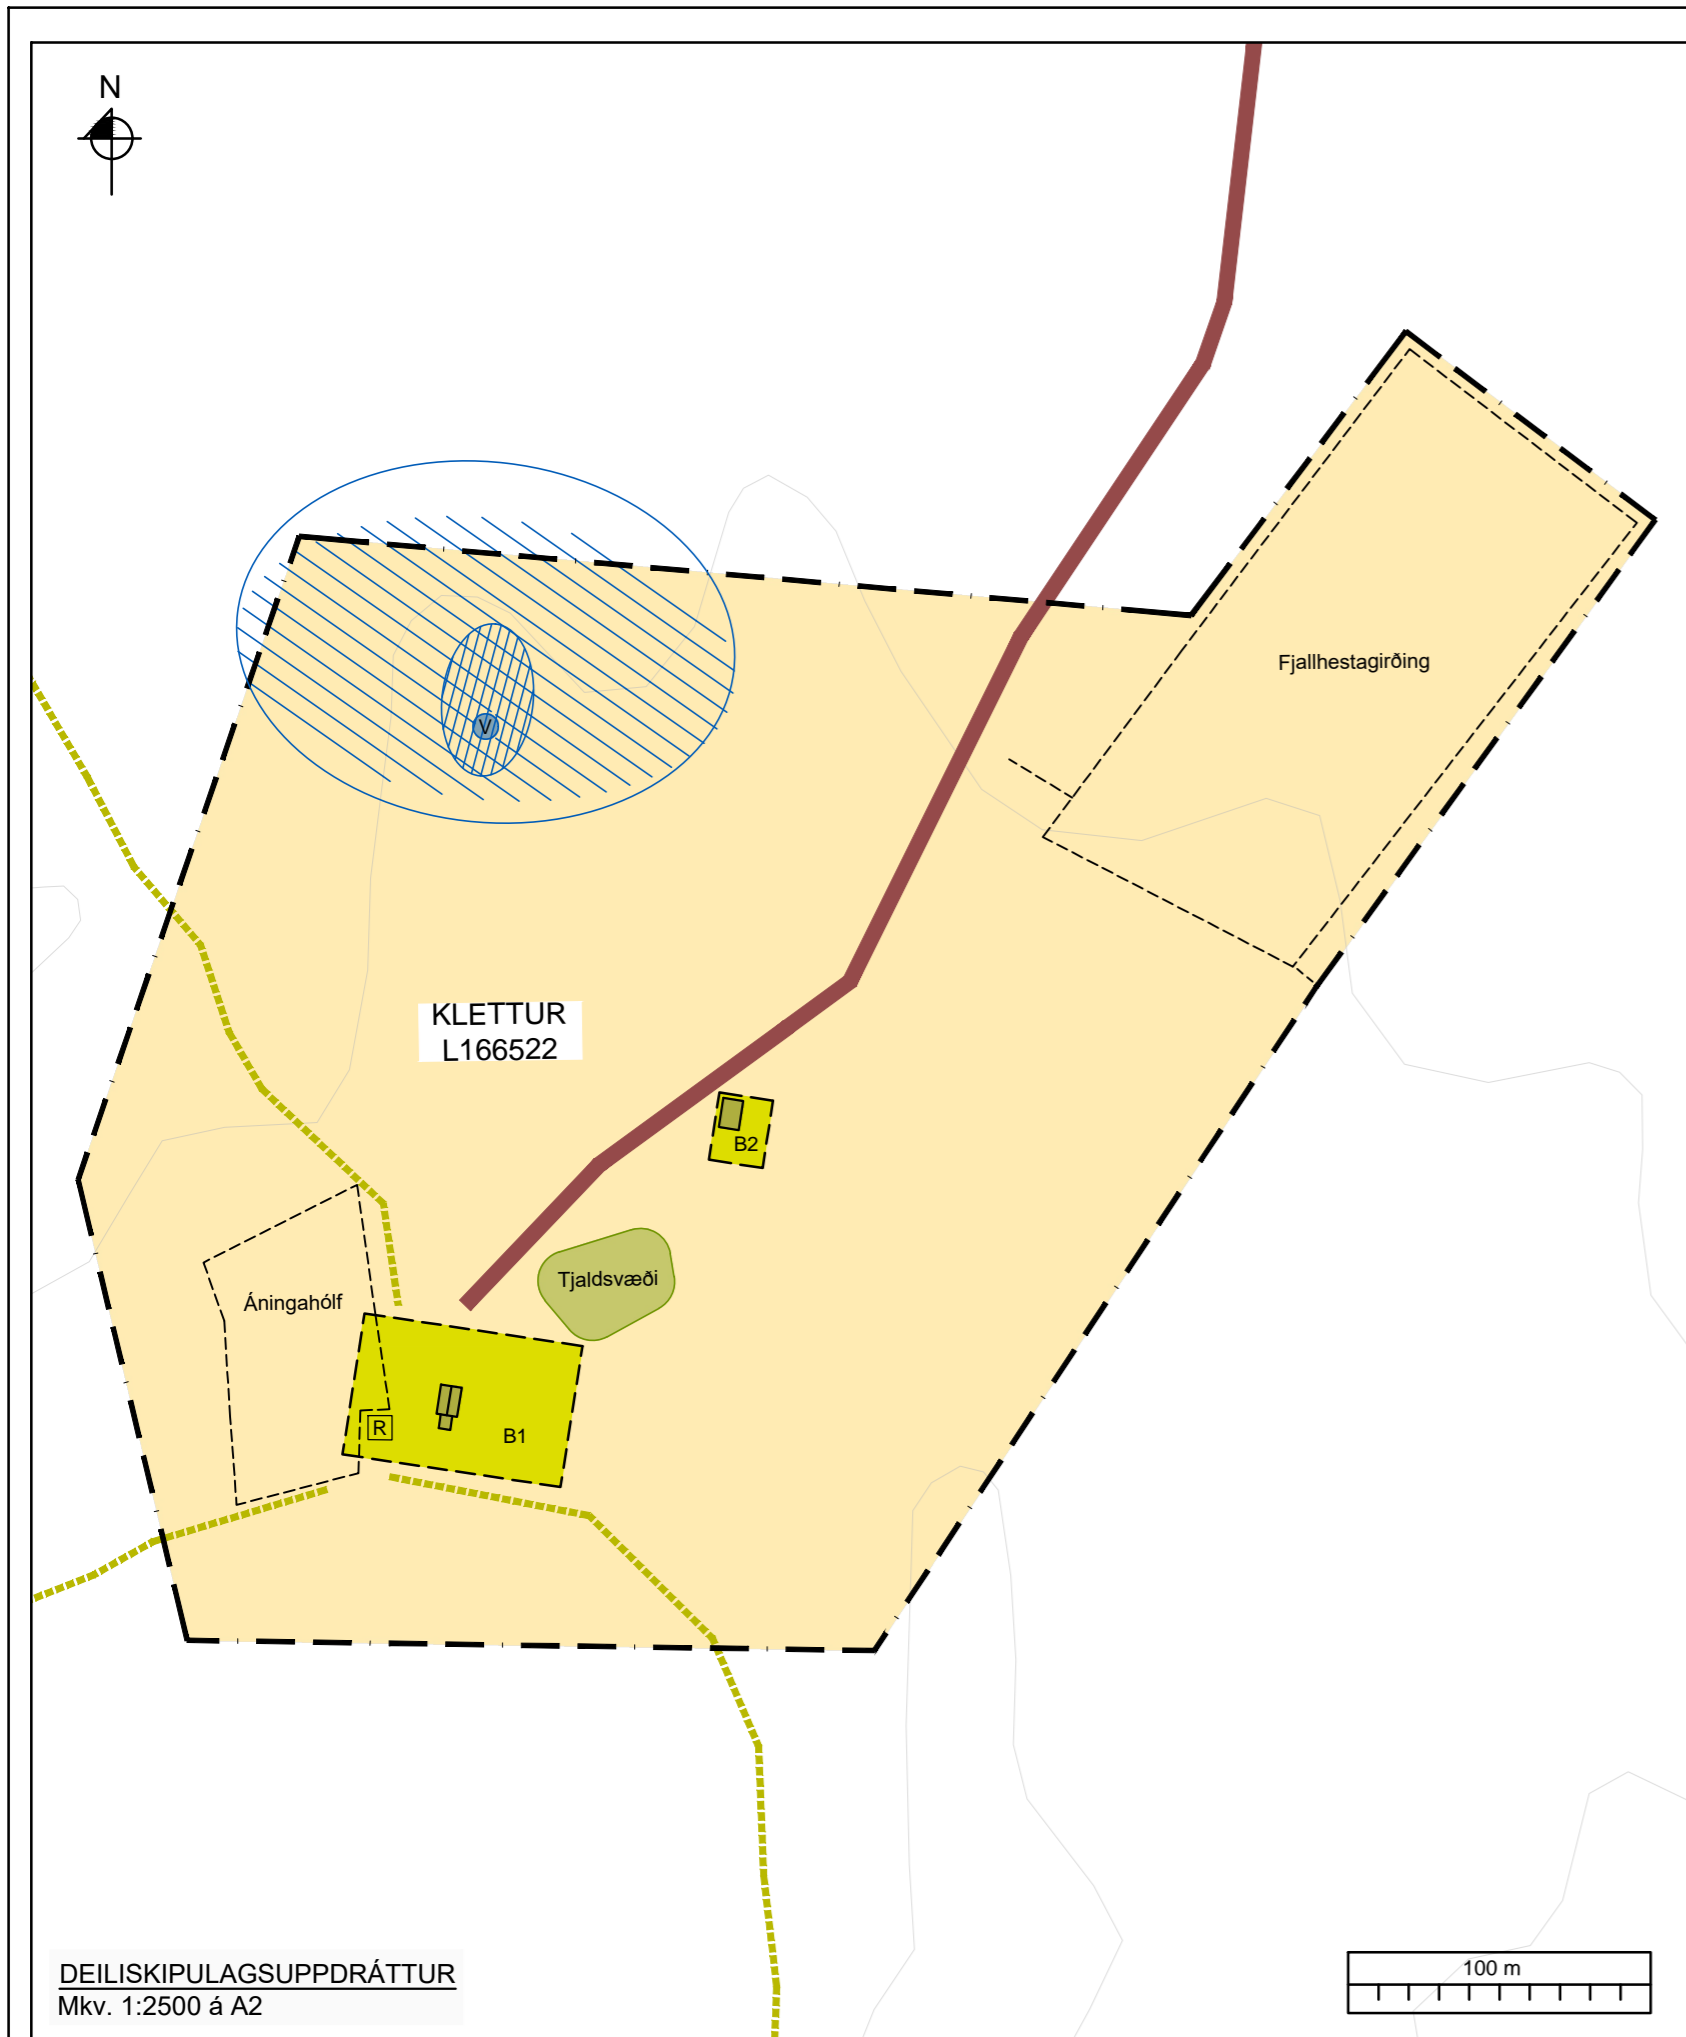 N
Fjallhestagirðing
V
KLETTUR
L166522
B2
Tjaldsvæði
Áningahólf
R
B1
DEILISKIPULAGSUPPDRÁTTUR
Mkv. 1:2500 á A2
100 m